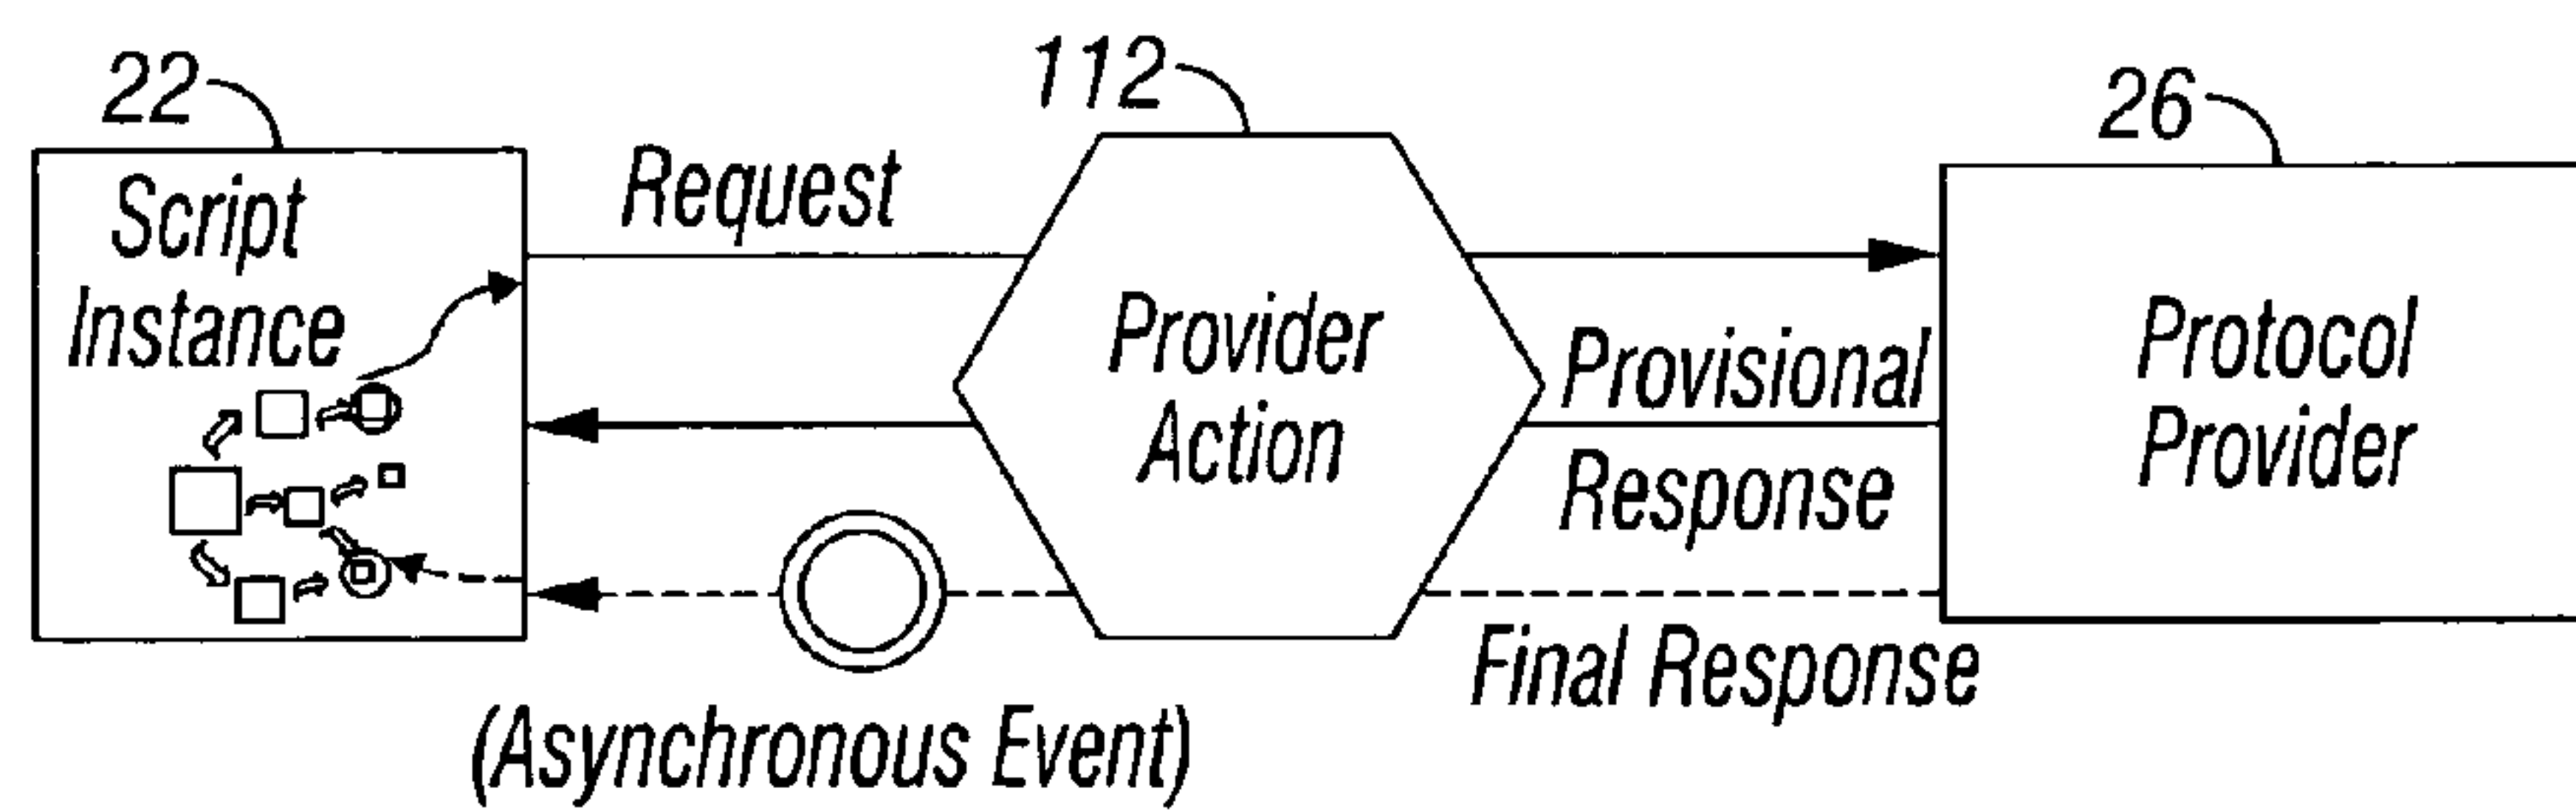 22
112
26
Script
Instance
Request
Provider
Action
Provisional
Response
Protocol
Provider
Final Response
(Asynchronous Event)